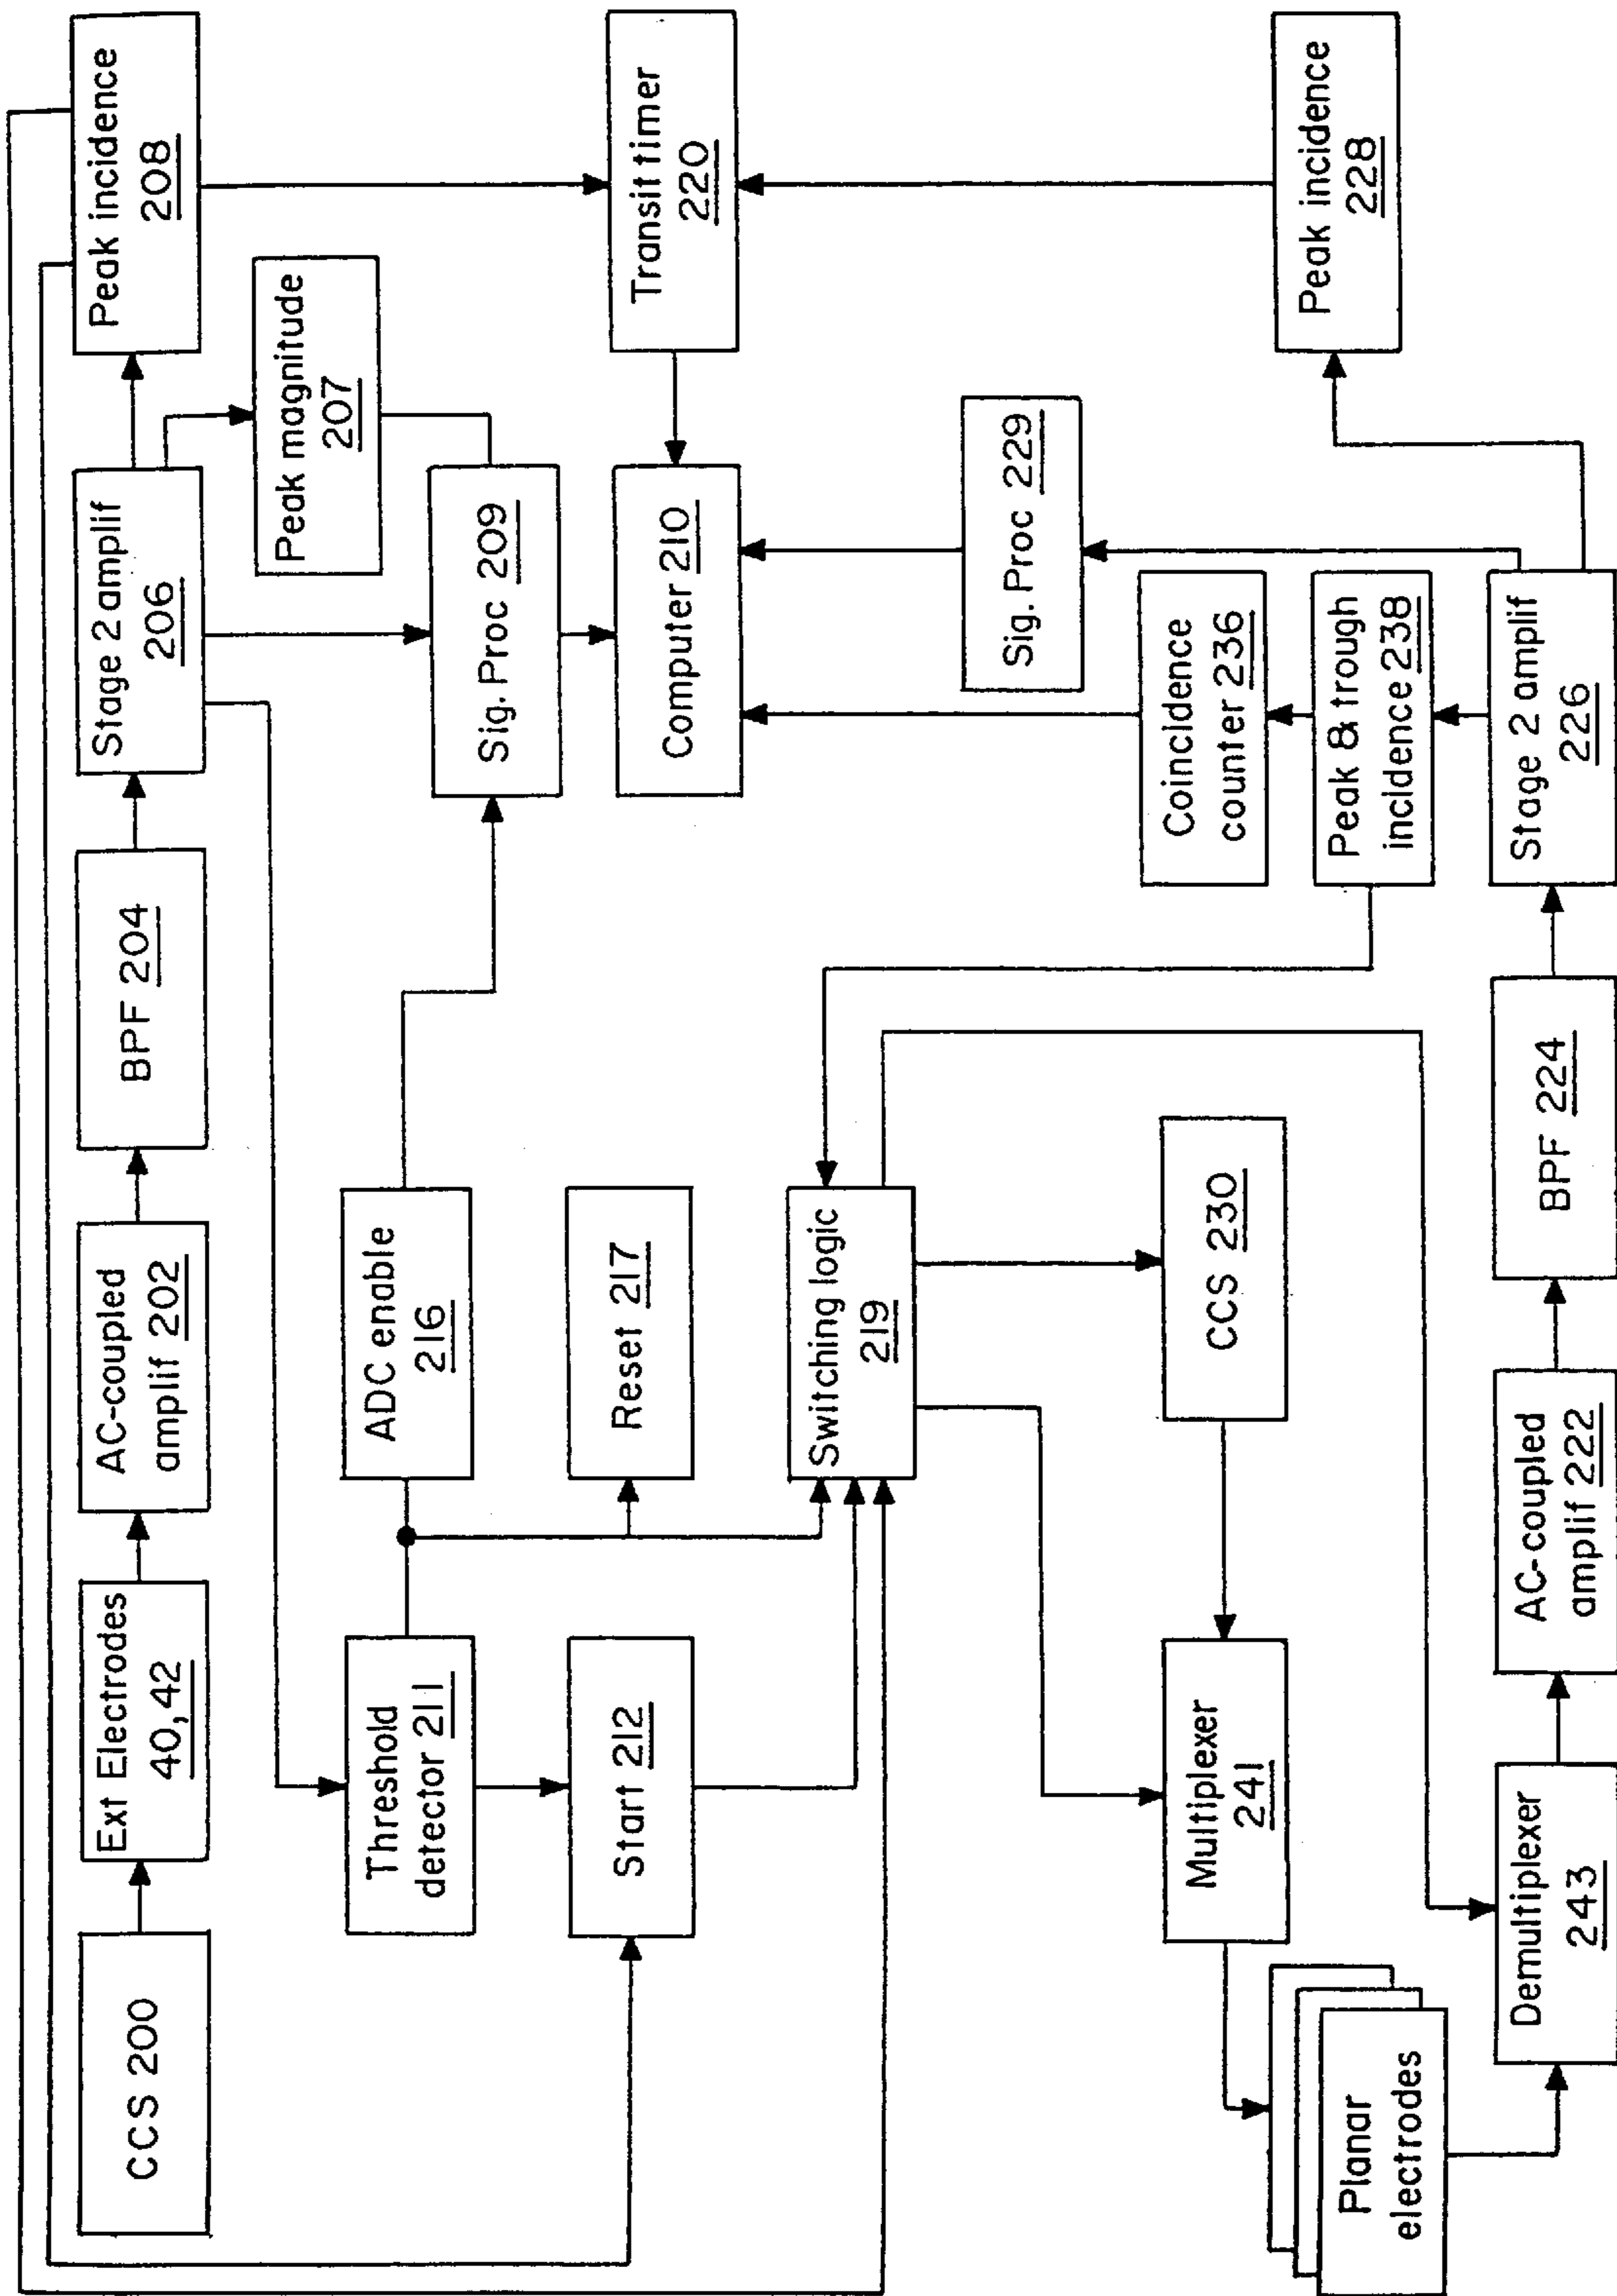 CCS 200
Ext Electrodes
40,42
AC-coupled
amplif 202
BPF 204
Stage 2 amplif
206
Peak incidence
208
Peak magnitude
207
Threshold
detector 211
ADC enable
216
Sig. Proc 209
Start 212
Reset 217
Computer 210
Transit timer
220
Switching logic
219
Sig. Proc 229
Multiplexer
241
CCS 230
Coincidence
counter 236
Peak & trough
incidence 238
Peak incidence
228
Planar
electrodes
Demultiplexer
243
AC-coupled
amplif 222
BPF 224
Stage 2 amplif
226